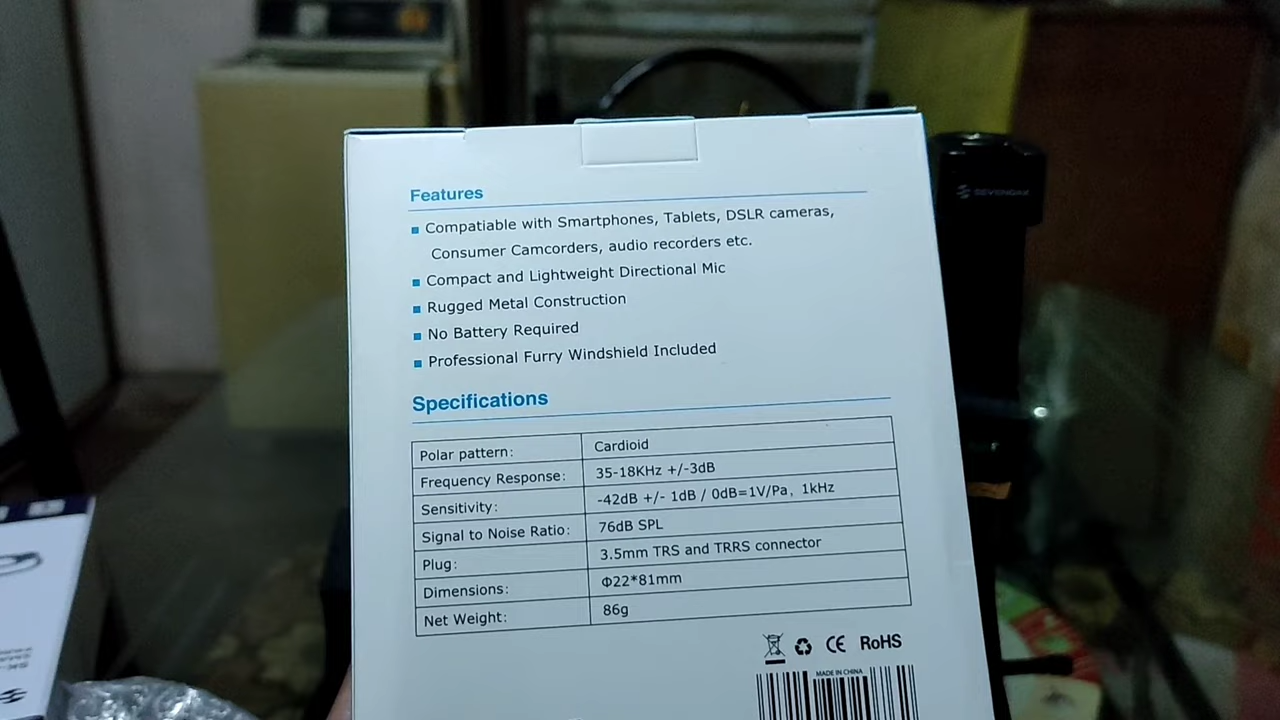 Features
Compatiable with Smartphones, Tablets, DSLR cameras,
Consumer Camcorders, audio recorders etc.
Compact and Lightweight Directional Mic
Rugged Metal Construction
No Battery Required
Professional Furry Windshield Included
Specifications
Polar pattern: Cardioid
Frequency Response: 35-18KHz +/-3dB
Sensitivity: -42dB +/- 1dB / 0dB=1V/Pa, 1kHz
Signal to Noise Ratio: 76dB SPL
Plug: 3.5mm TRS and TRRS connector
Dimensions: Φ22*81mm
Net Weight: 86g
CE RoHS
MADE IN CHINA